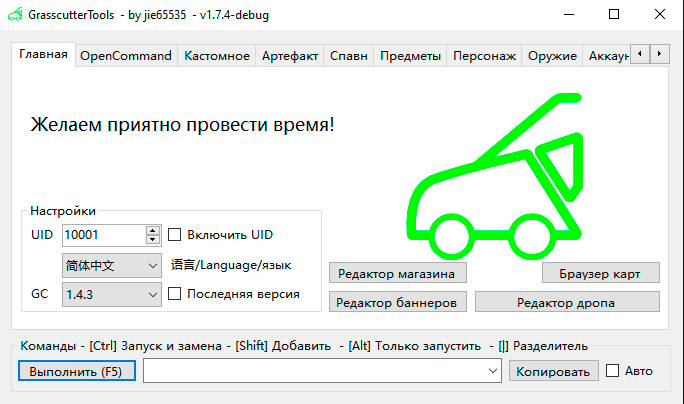 GrasscutterTools - by jie65535 - v1.7.4-debug
Главная OpenCommand Кастомное Артефакт Спавн Предметы Персонаж Оружие Аккаун
Желаем приятно провести время!
Настройки
UID 10001 Включить UID
简体中文 语言/Language/язык
GC 1.4.3 Последняя версия
Редактор магазина Браузер карт
Редактор баннеров Редактор дропа
Команды - [Ctrl] Запуск и замена - [Shift] Добавить - [Alt] Только запустить - [|] Разделитель
Выполнить (F5) Копировать Авто